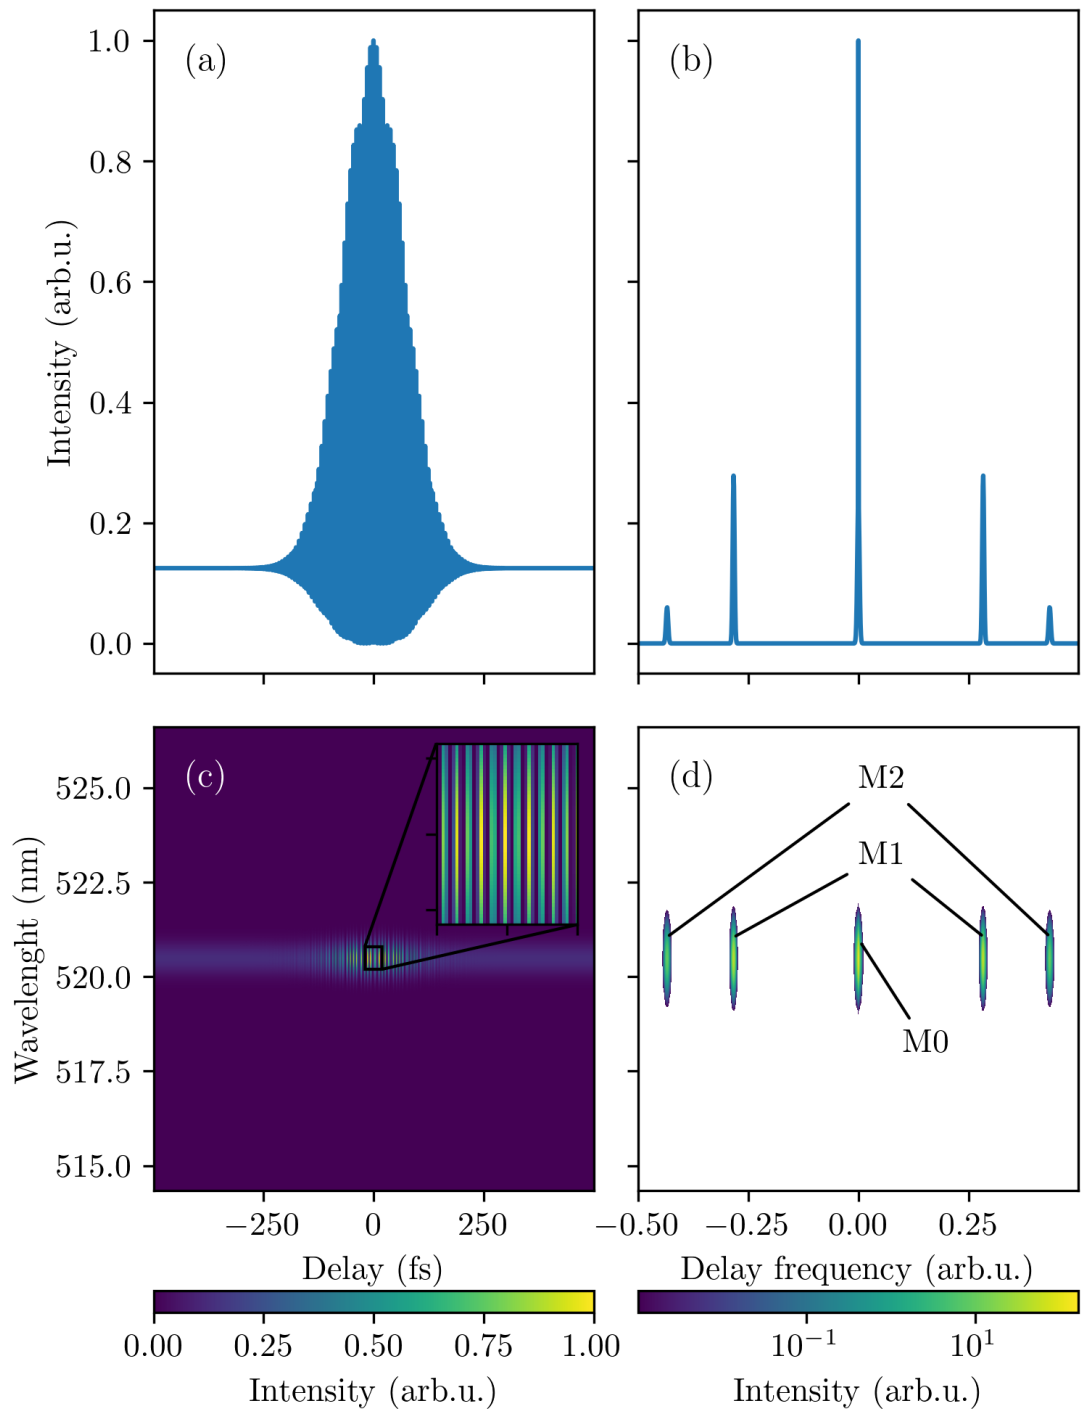 (a)
(b)
1.0
0.8
0.6
0.4
0.2
0.0
Intensity (arb.u.)
(c)
(d)
M2
M1
M0
525.0
522.5
520.0
517.5
515.0
Wavelenght (nm)
−250 0 250
Delay (fs)
−0.50 −0.25 0.00 0.25
Delay frequency (arb.u.)
0.00 0.25 0.50 0.75 1.00
Intensity (arb.u.)
10⁻¹ 10¹
Intensity (arb.u.)